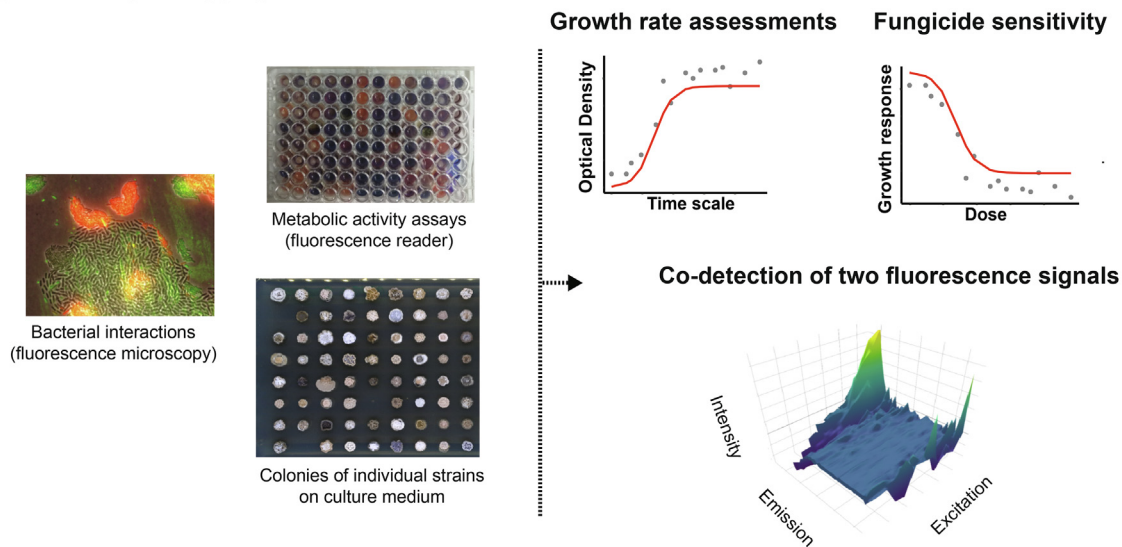 Growth rate assessments
Fungicide sensitivity
Optical Density
Time scale
Growth response
Dose
Metabolic activity assays
(fluorescence reader)
Bacterial interactions
(fluorescence microscopy)
Co-detection of two fluorescence signals
Intensity
Emission
Excitation
Colonies of individual strains
on culture medium